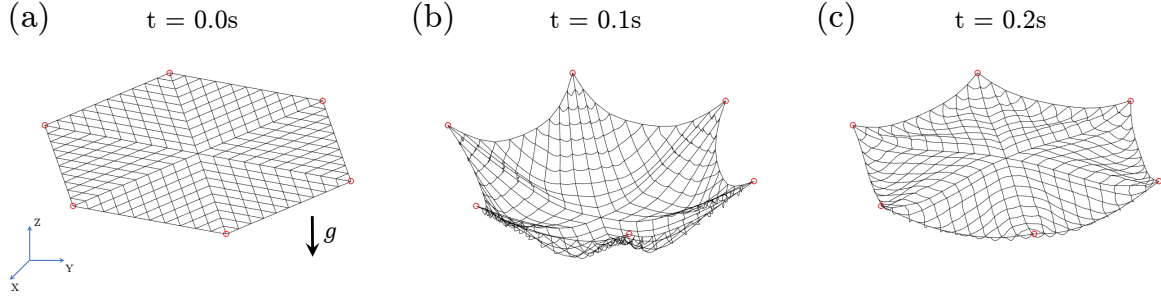 (a) t = 0.0s
(b) t = 0.1s
(c) t = 0.2s
g
Z
Y
X